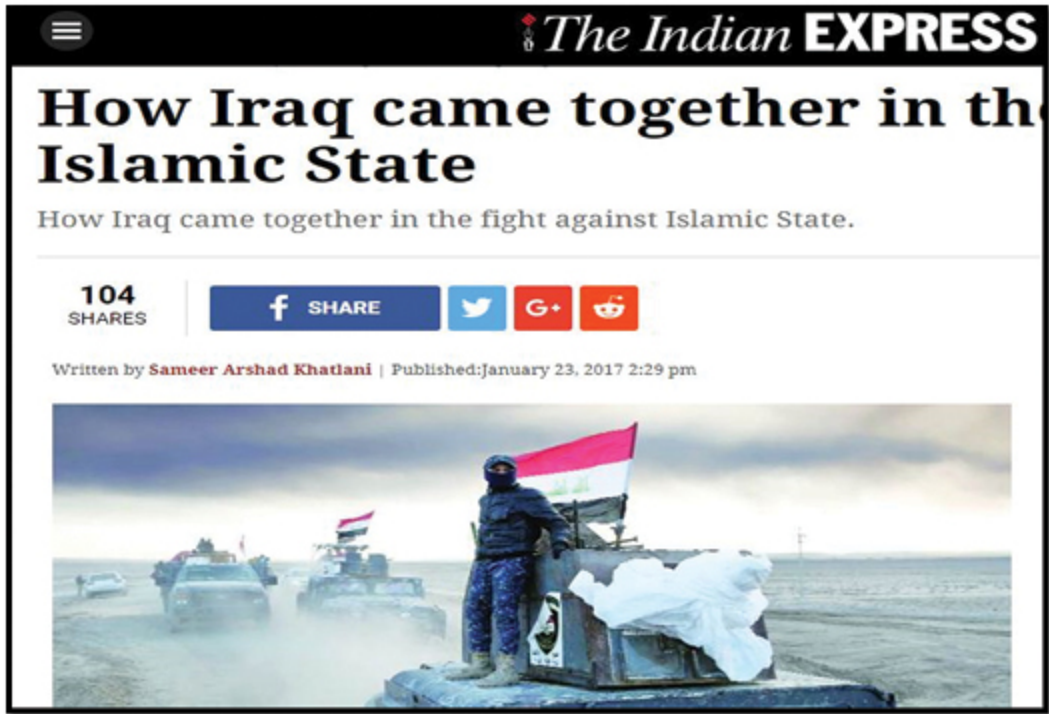 The Indian EXPRESS
How Iraq came together in the
Islamic State
How Iraq came together in the fight against Islamic State.
104
SHARES
f SHARE
G+
Written by Sameer Arshad Khatlani | Published:January 23, 2017 2:29 pm